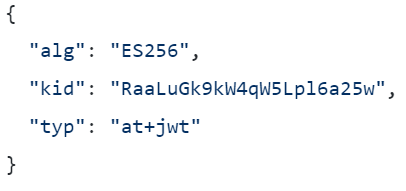 {
"alg": "ES256",
"kid": "RaaLuGk9kW4qW5Lpl6a25w",
"typ": "at+jwt"
}